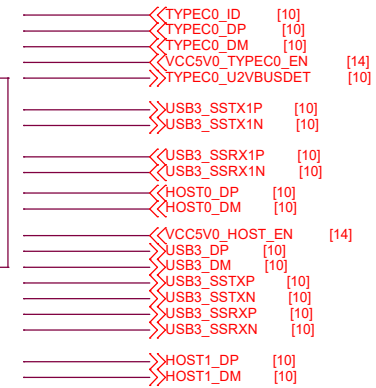 TYPEC0_ID [10]
TYPEC0_DP [10]
TYPEC0_DM [10]
VCC5V0_TYPEC0_EN [14]
TYPEC0_U2VBUSDET [10]
USB3_SSTX1P [10]
USB3_SSTX1N [10]
USB3_SSRX1P [10]
USB3_SSRX1N [10]
HOST0_DP [10]
HOST0_DM [10]
VCC5V0_HOST_EN [14]
USB3_DP [10]
USB3_DM [10]
USB3_SSTXP [10]
USB3_SSTXN [10]
USB3_SSRXP [10]
USB3_SSRXN [10]
HOST1_DP [10]
HOST1_DM [10]